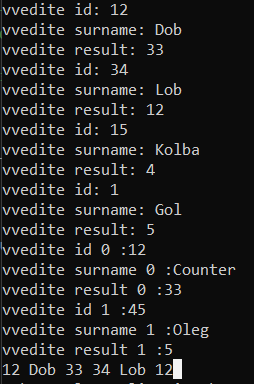 vvedite id: 12
vvedite surname: Dob
vvedite result: 33
vvedite id: 34
vvedite surname: Lob
vvedite result: 12
vvedite id: 15
vvedite surname: Kolba
vvedite result: 4
vvedite id: 1
vvedite surname: Gol
vvedite result: 5
vvedite id 0 :12
vvedite surname 0 :Counter
vvedite result 0 :33
vvedite id 1 :45
vvedite surname 1 :Oleg
vvedite result 1 :5
12 Dob 33 34 Lob 12